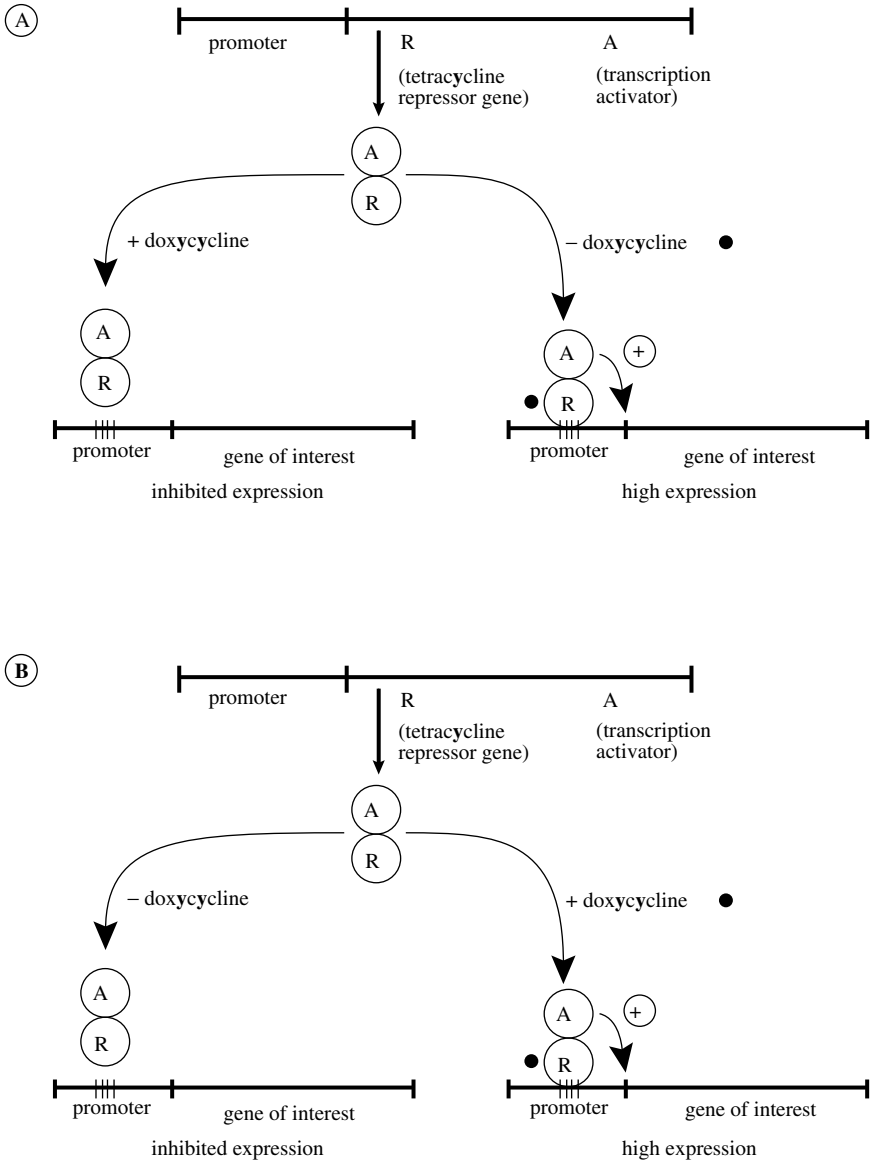 A
promoter
R
A
(tetracycline
repressor gene)
(transcription
activator)
A
R
+ doxycycline
– doxycycline
A
R
A
+
R
promoter
gene of interest
inhibited expression
promoter
gene of interest
high expression
B
promoter
R
A
(tetracycline
repressor gene)
(transcription
activator)
A
R
– doxycycline
+ doxycycline
A
R
A
+
R
promoter
gene of interest
inhibited expression
promoter
gene of interest
high expression